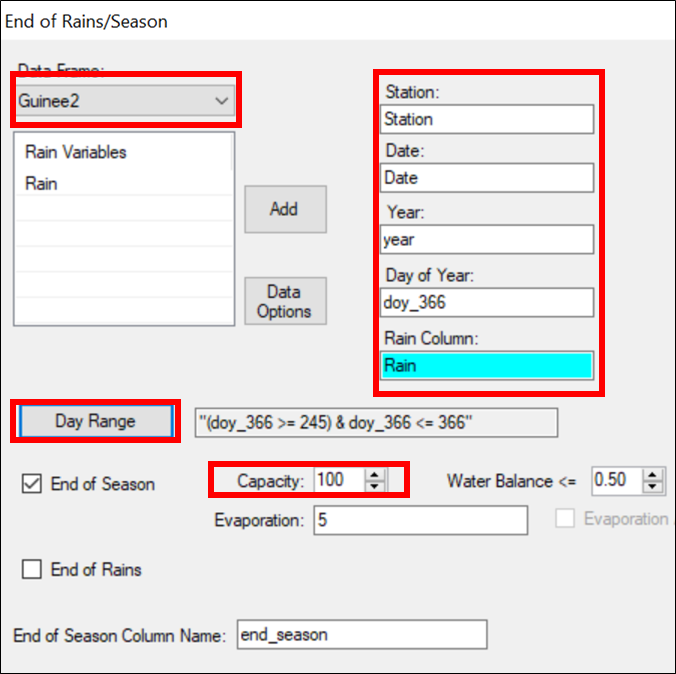 End of Rains/Season
Data Frame:
Guinee2
Rain Variables
Rain
Add
Data
Options
Station:
Station
Date:
Date
Year:
year
Day of Year:
doy_366
Rain Column:
Rain
Day Range
"(doy_366 >= 245) & doy_366 <= 366"
End of Season
Capacity: 100
Water Balance <= 0.50
Evaporation: 5
Evaporation
End of Rains
End of Season Column Name: end_season